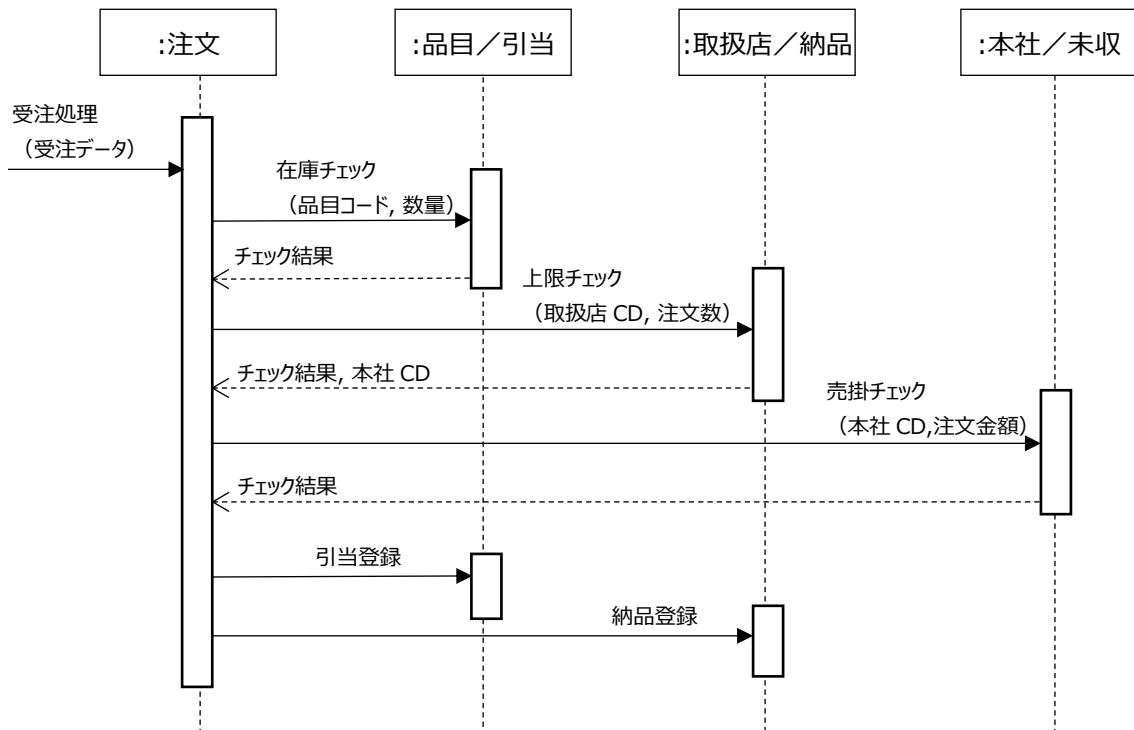 :注文
:品目／引当
:取扱店／納品
:本社／未収
受注処理
（受注データ）
在庫チェック
（品目コード, 数量）
チェック結果
上限チェック
（取扱店 CD, 注文数）
チェック結果, 本社 CD
売掛チェック
（本社 CD,注文金額）
チェック結果
引当登録
納品登録